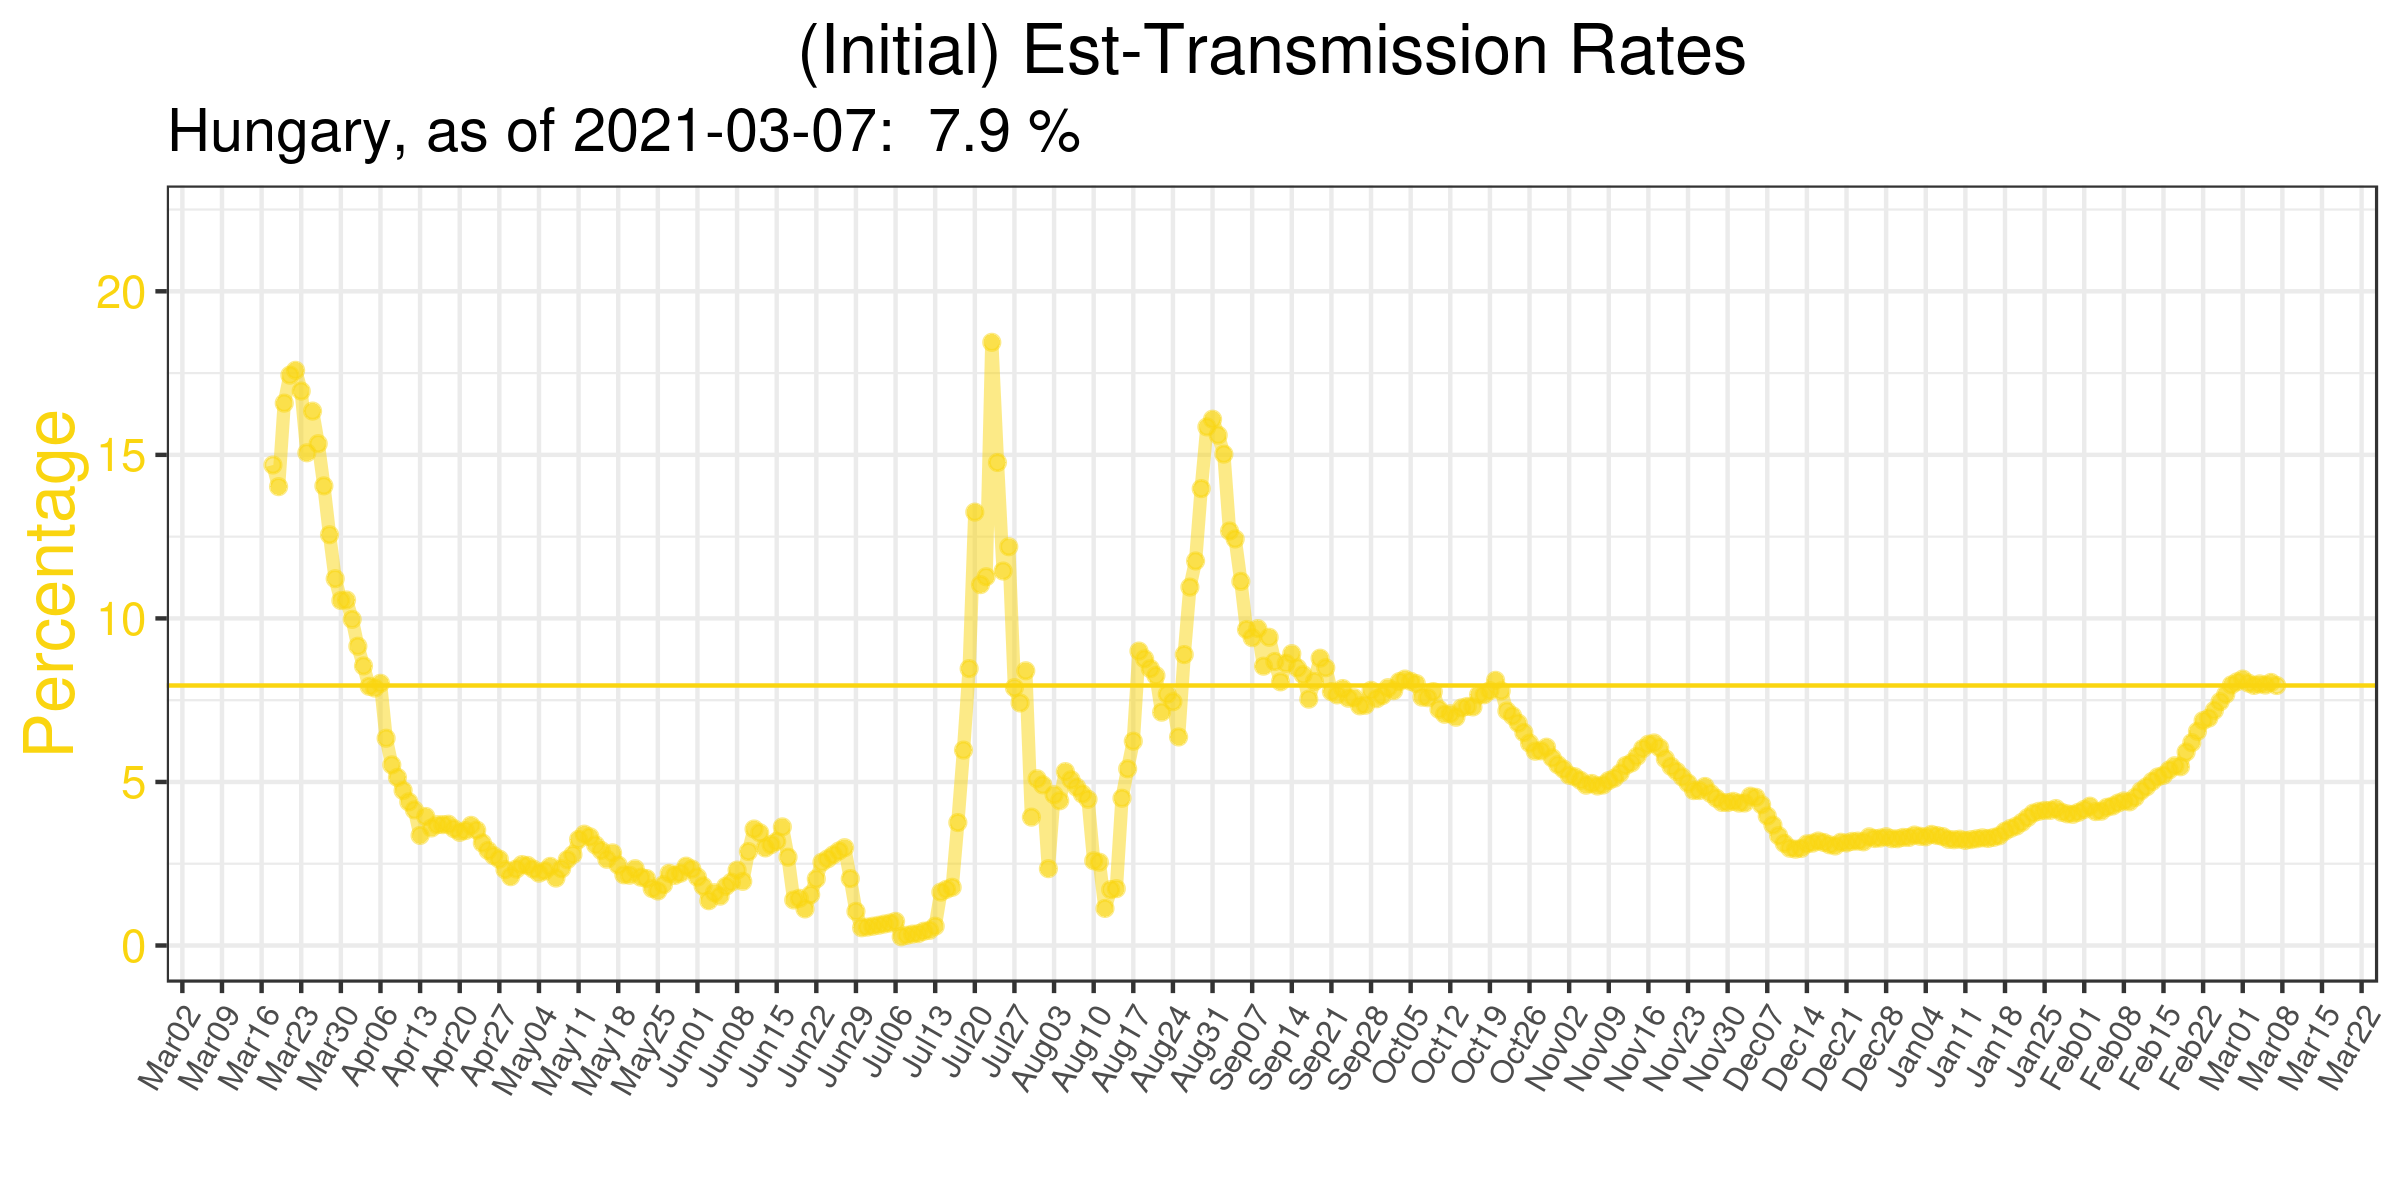 (Initial) Est-Transmission Rates
Hungary, as of 2021-03-07:  7.9 %
Percentage
20
15
10
5
0
Mar02
Mar09
Mar16
Mar23
Mar30
Apr06
Apr13
Apr20
Apr27
May04
May11
May18
May25
Jun01
Jun08
Jun15
Jun22
Jun29
Jul06
Jul13
Jul20
Jul27
Aug03
Aug10
Aug17
Aug24
Aug31
Sep07
Sep14
Sep21
Sep28
Oct05
Oct12
Oct19
Oct26
Nov02
Nov09
Nov16
Nov23
Nov30
Dec07
Dec14
Dec21
Dec28
Jan04
Jan11
Jan18
Jan25
Feb01
Feb08
Feb15
Feb22
Mar01
Mar08
Mar15
Mar22